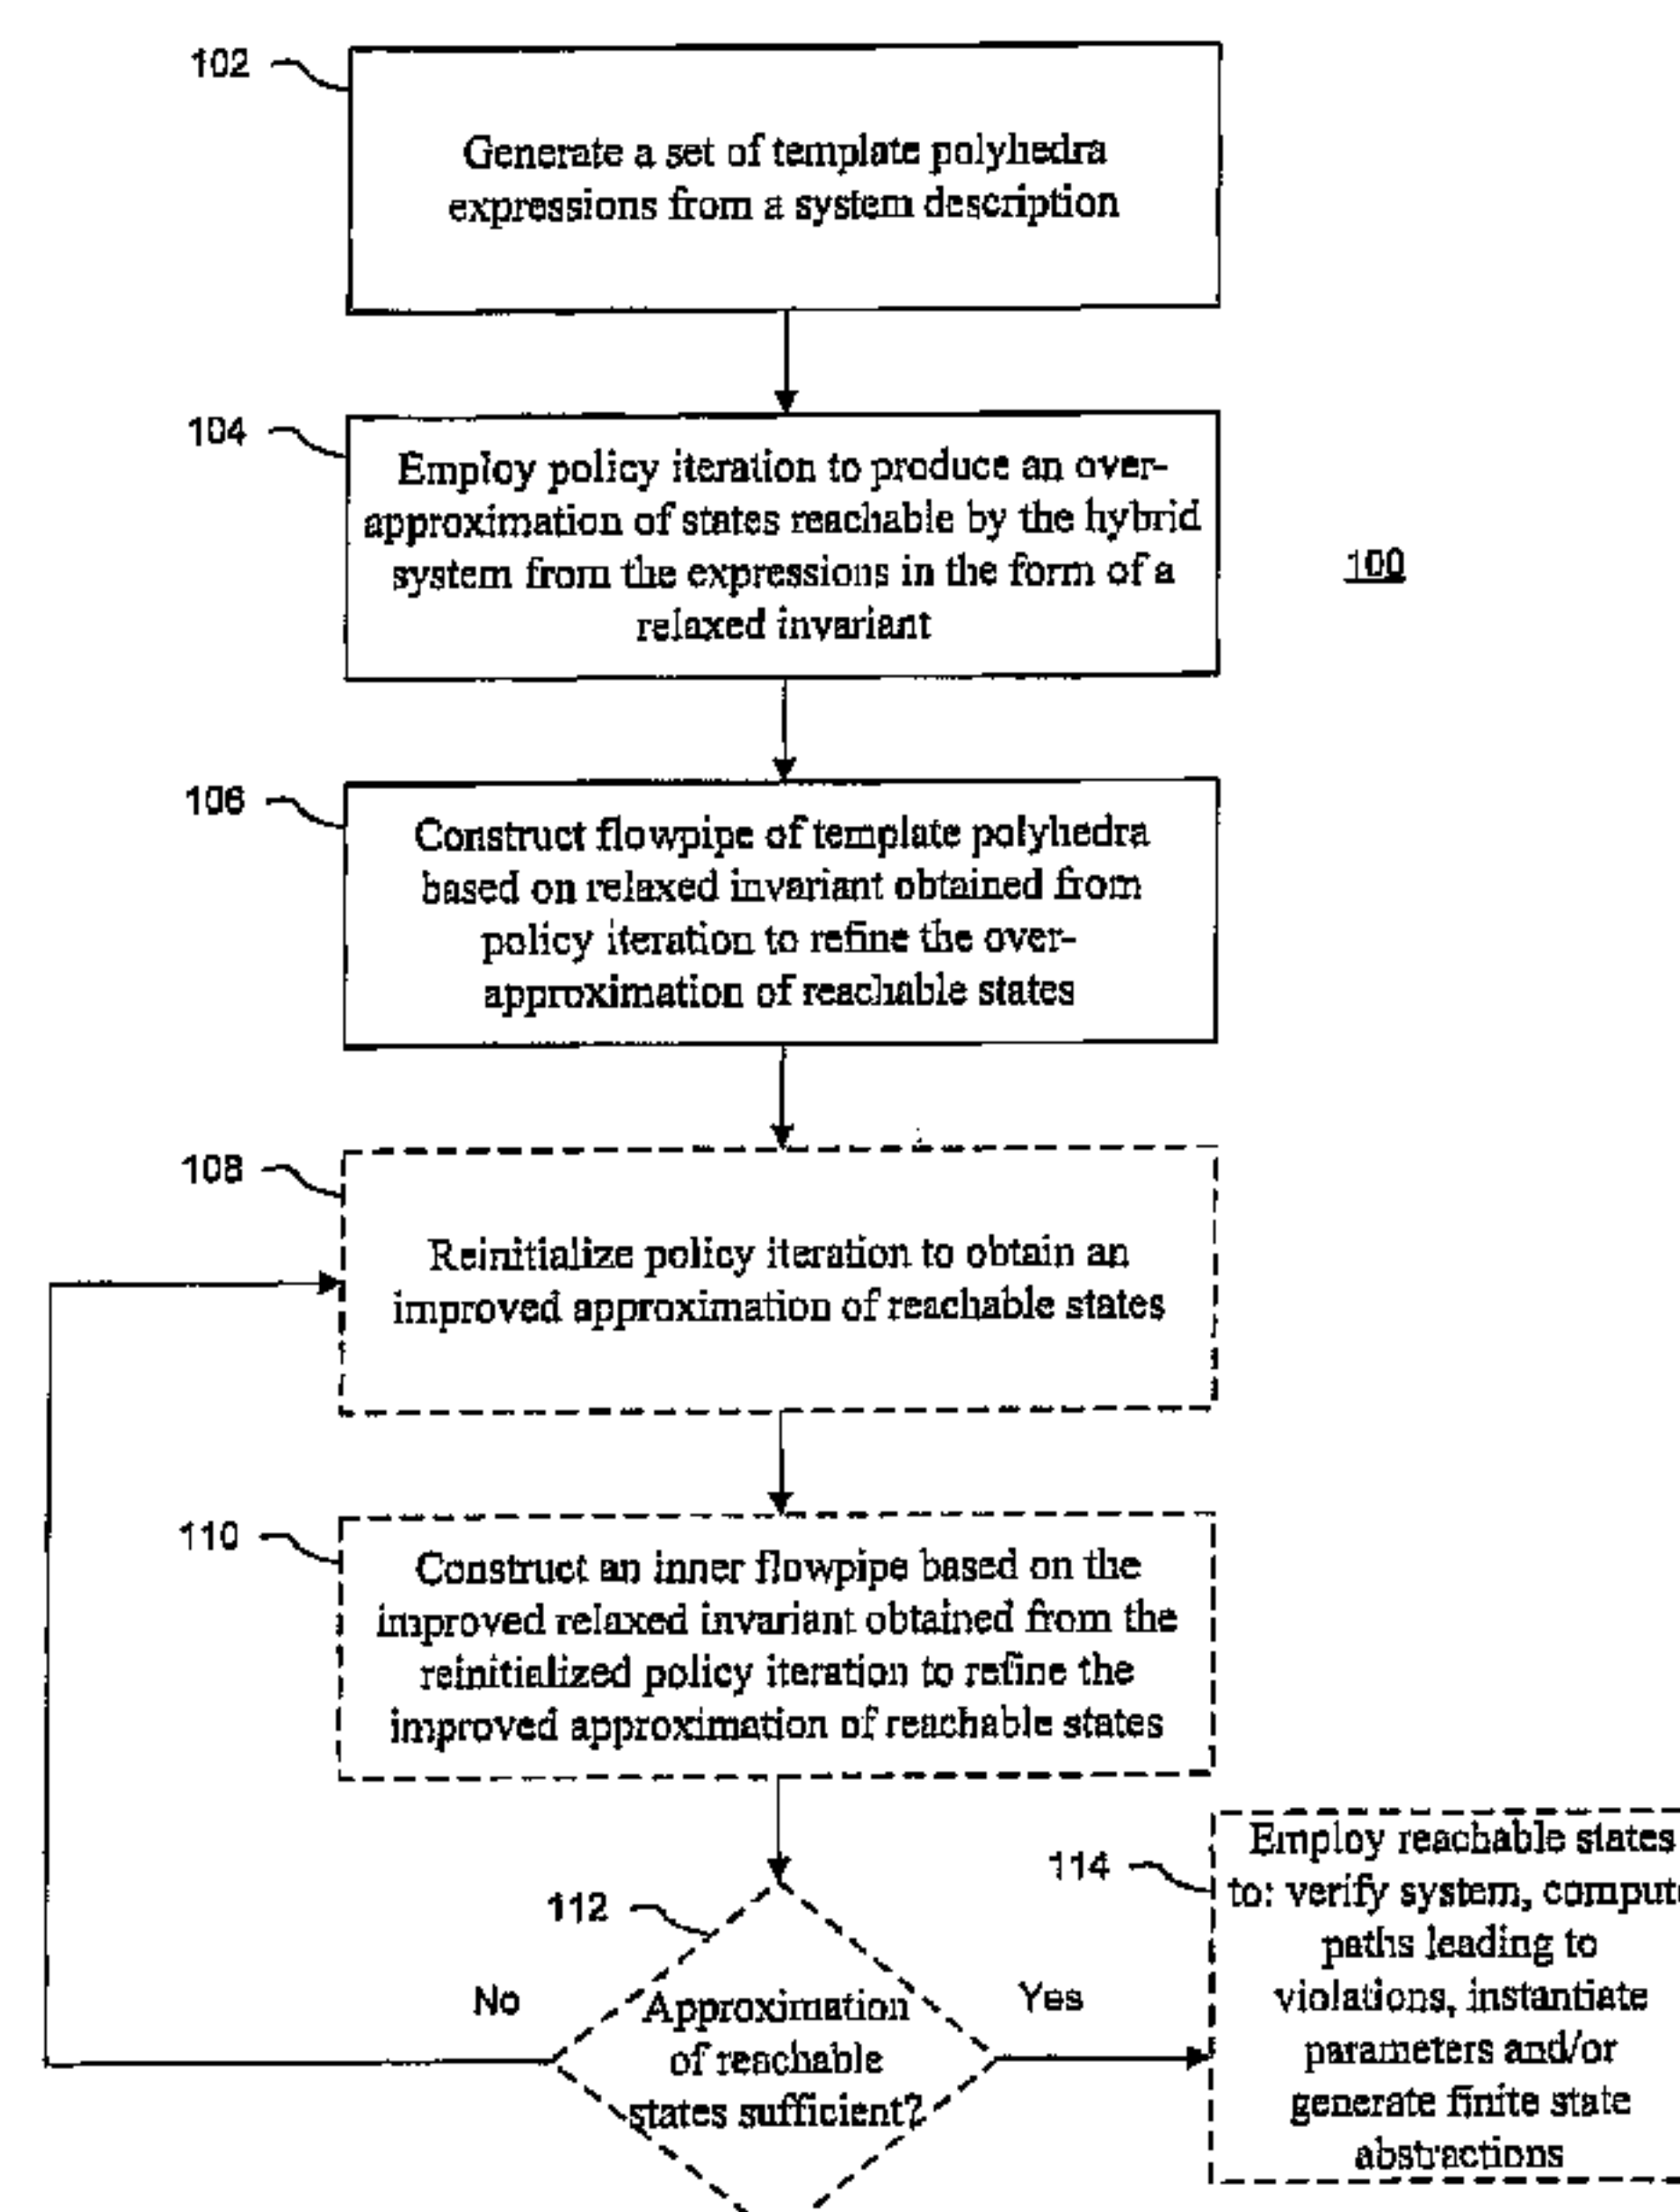 102
Generate a set of template polyhedra
expressions from a system description
104
Employ policy iteration to produce an over-
approximation of states reachable by the hybrid
system from the expressions in the form of a
relaxed invariant
100
106
Construct flowpipe of template polyhedra
based on relaxed invariant obtained from
policy iteration to refine the over-
approximation of reachable states
108
Reinitialize policy iteration to obtain an
improved approximation of reachable states
110
Construct an inner flowpipe based on the
improved relaxed invariant obtained from the
reinitialized policy iteration to refine the
improved approximation of reachable states
114
Employ reachable states
to: verify system, compute
paths leading to
violations, instantiate
parameters and/or
generate finite state
abstractions
112
No
Yes
Approximation
of reachable
states sufficient?